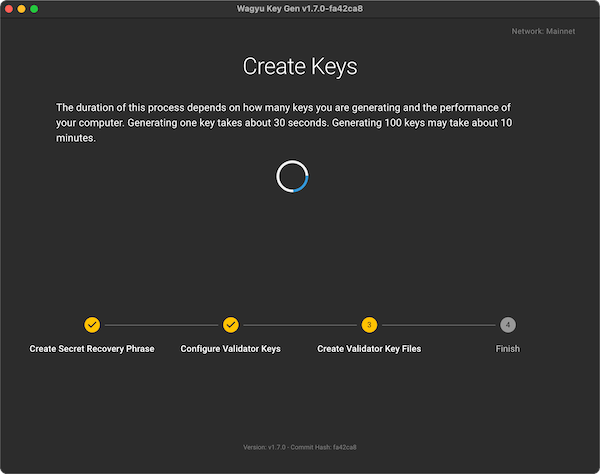 Wagyu Key Gen v1.7.0-fa42ca8
Network: Mainnet
Create Keys
The duration of this process depends on how many keys you are generating and the performance of
your computer. Generating one key takes about 30 seconds. Generating 100 keys may take about 10
minutes.
3
4
Create Secret Recovery Phrase
Configure Validator Keys
Create Validator Key Files
Finish
Version: v1.7.0 - Commit Hash: fa42ca8